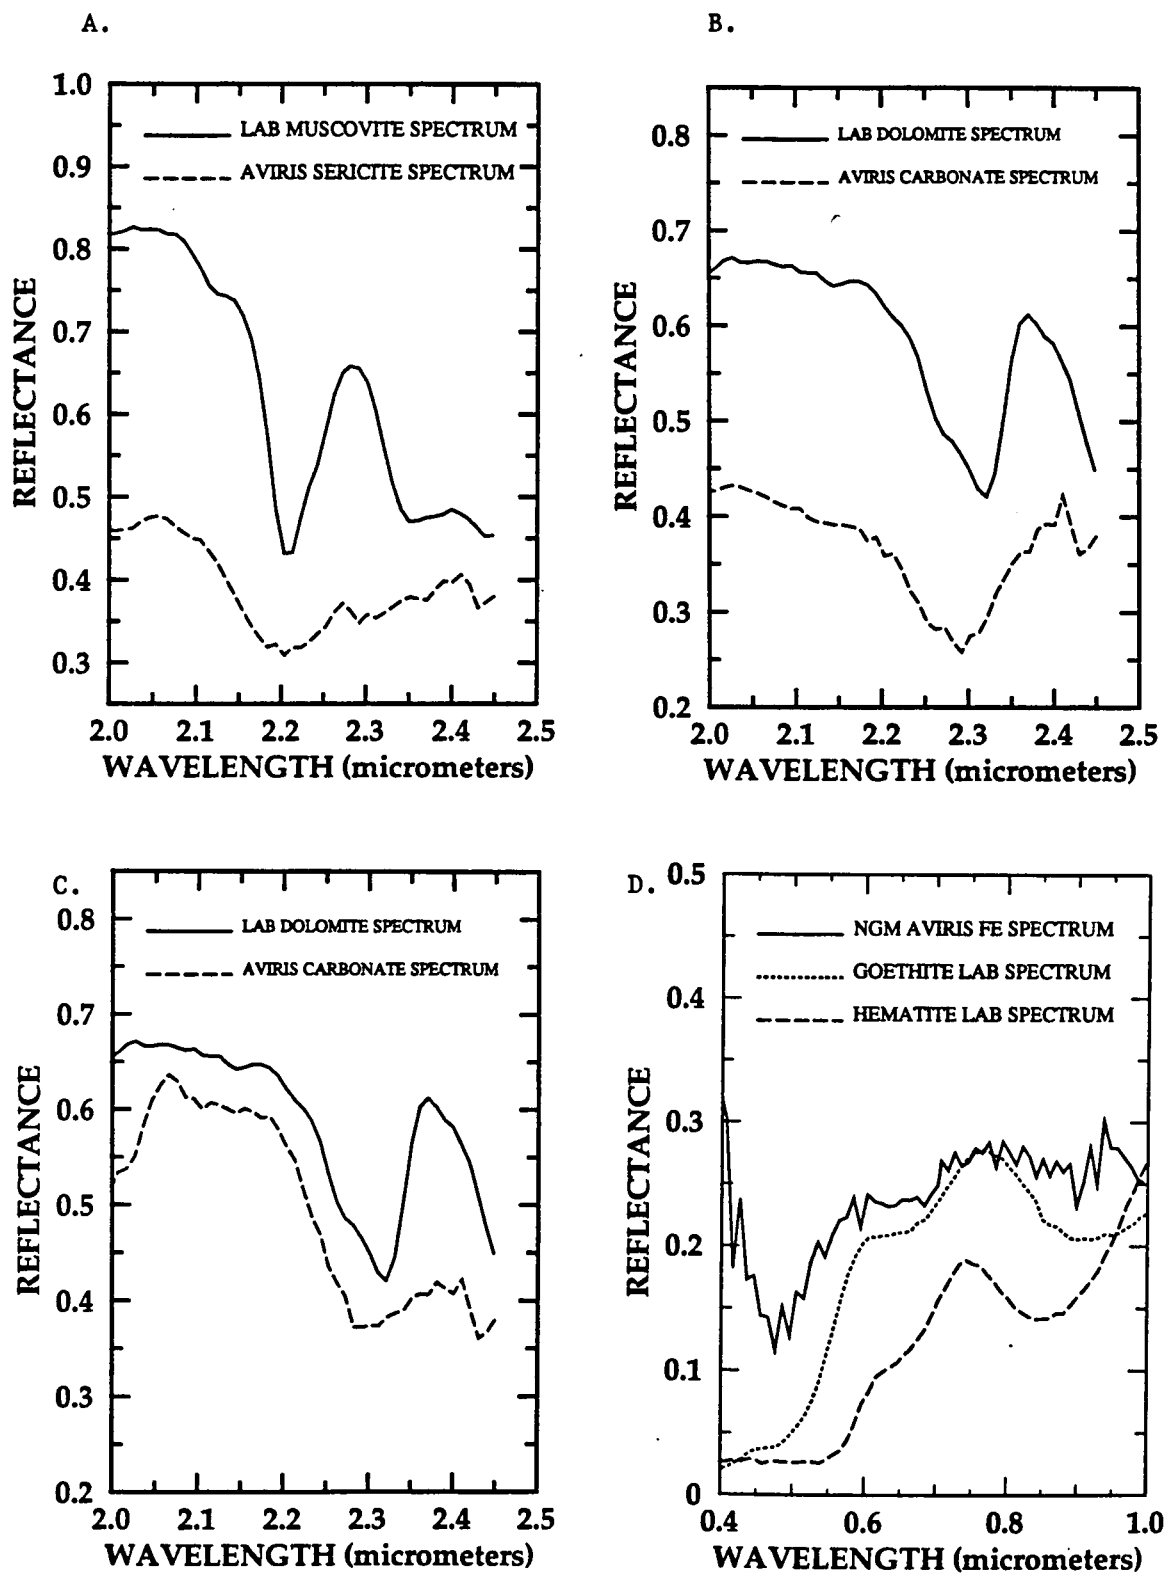 A.
1.0
0.9
0.8
0.7
0.6
0.5
0.4
0.3
REFLECTANCE
LAB MUSCOVITE SPECTRUM
AVIRIS SERICITE SPECTRUM
2.0 2.1 2.2 2.3 2.4 2.5
WAVELENGTH (micrometers)
B.
0.8
0.7
0.6
0.5
0.4
0.3
0.2
REFLECTANCE
LAB DOLOMITE SPECTRUM
AVIRIS CARBONATE SPECTRUM
2.0 2.1 2.2 2.3 2.4 2.5
WAVELENGTH (micrometers)
C.
0.8
0.7
0.6
0.5
0.4
0.3
0.2
REFLECTANCE
LAB DOLOMITE SPECTRUM
AVIRIS CARBONATE SPECTRUM
2.0 2.1 2.2 2.3 2.4 2.5
WAVELENGTH (micrometers)
D.
0.5
0.4
0.3
0.2
0.1
0
REFLECTANCE
NGM AVIRIS FE SPECTRUM
GOETHITE LAB SPECTRUM
HEMATITE LAB SPECTRUM
0.4 0.6 0.8 1.0
WAVELENGTH (micrometers)